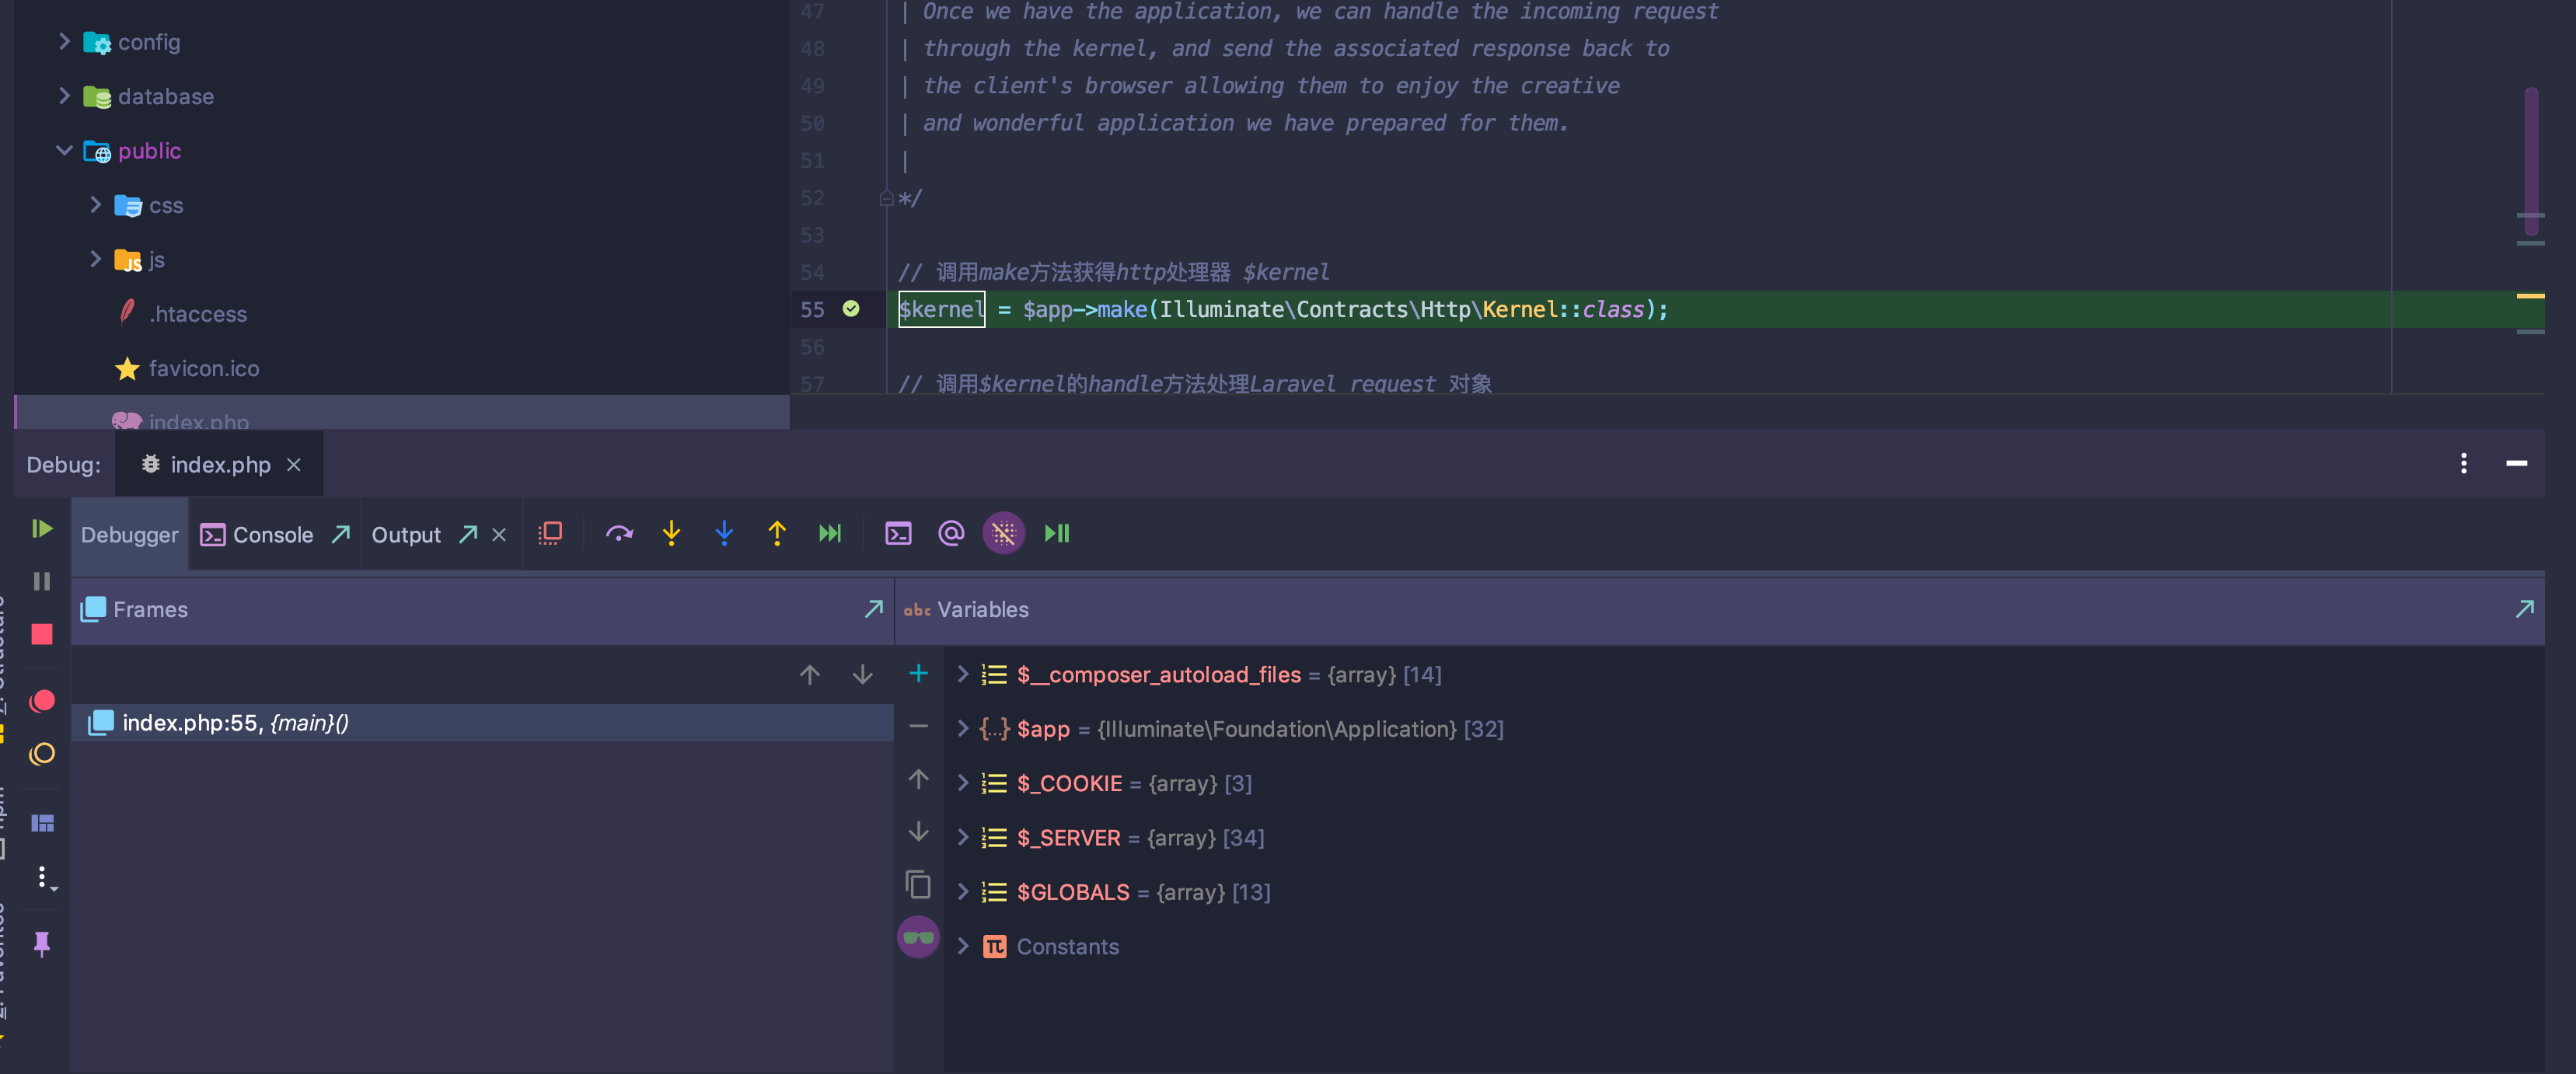 config
database
public
css
js
.htaccess
favicon.ico
index.php
47 | Once we have the application, we can handle the incoming request
48 | through the kernel, and send the associated response back to
49 | the client's browser allowing them to enjoy the creative
50 | and wonderful application we have prepared for them.
51 |
52 */
53
54 // 调用make方法获得http处理器 $kernel
55 $kernel = $app->make(Illuminate\Contracts\Http\Kernel::class);
56
57 // 调用$kernel的handle方法处理Laravel request 对象
Debug: index.php
Debugger Console Output
Frames
index.php:55, {main}()
abc Variables
$__composer_autoload_files = {array} [14]
{...} $app = {Illuminate\Foundation\Application} [32]
$_COOKIE = {array} [3]
$_SERVER = {array} [34]
$GLOBALS = {array} [13]
Constants